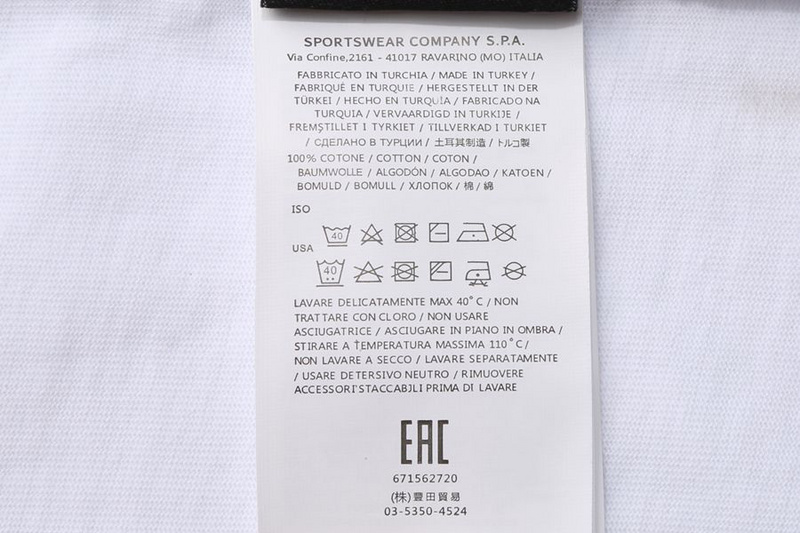 SPORTSWEAR COMPANY S.P.A.
Via Confine,2161 - 41017 RAVARINO (MO) ITALIA
FABBRICATO IN TURCHIA / MADE IN TURKEY /
FABRIQUÉ EN TURQUIE / HERGESTELLT IN DER
TÜRKEI / HECHO EN TURQUÍA / FABRICADO NA
TURQUIA / VERVAARDIGD IN TURKIJE /
FREMSTILLET I TYRKIET / TILLVERKAD I TURKIET
/ СДЕЛАНО В ТУРЦИИ / 土耳其制造 / トルコ製
100% COTONE / COTTON / COTON /
BAUMWOLLE / ALGODÓN / ALGODAO / KATOEN /
BOMULD / BOMULL / ХЛОПОК / 棉 / 綿
ISO
40
USA
40
LAVARE DELICATAMENTE MAX 40°C / NON
TRATTARE CON CLORO / NON USARE
ASCIUGATRICE / ASCIUGARE IN PIANO IN OMBRA /
STIRARE A TEMPERATURA MASSIMA 110°C /
NON LAVARE A SECCO / LAVARE SEPARATAMENTE
/ USARE DETERSIVO NEUTRO / RIMUOVERE
ACCESSORI STACCABILI PRIMA DI LAVARE
EAC
671562720
(株)豊田貿易
03-5350-4524